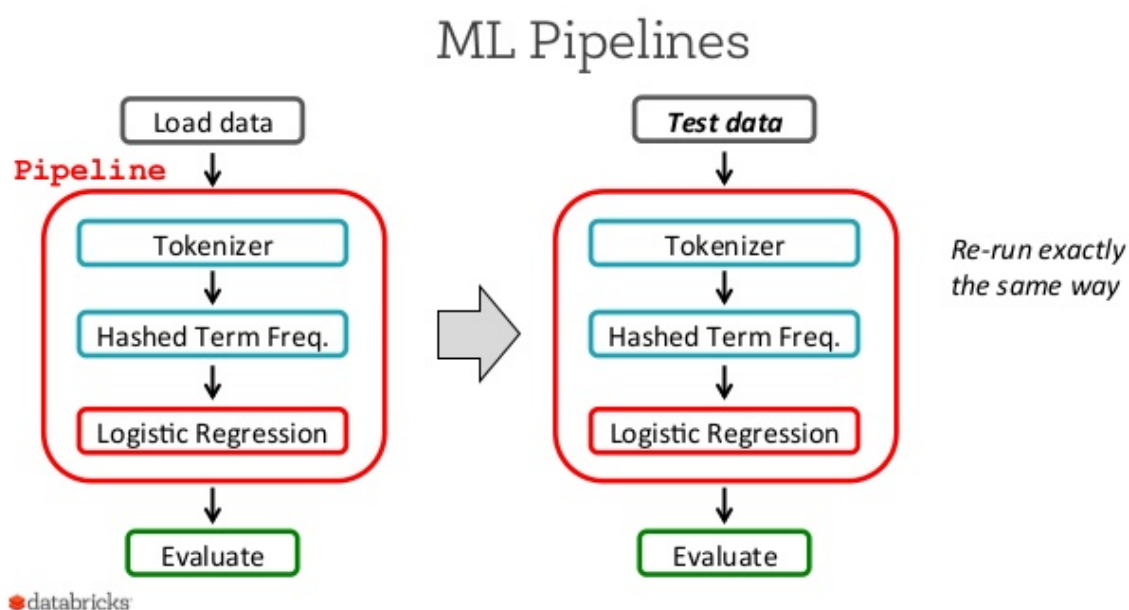 ML Pipelines
Load data
Pipeline
Tokenizer
Hashed Term Freq.
Logistic Regression
Evaluate
Test data
Tokenizer
Hashed Term Freq.
Logistic Regression
Evaluate
Re-run exactly
the same way
databricks